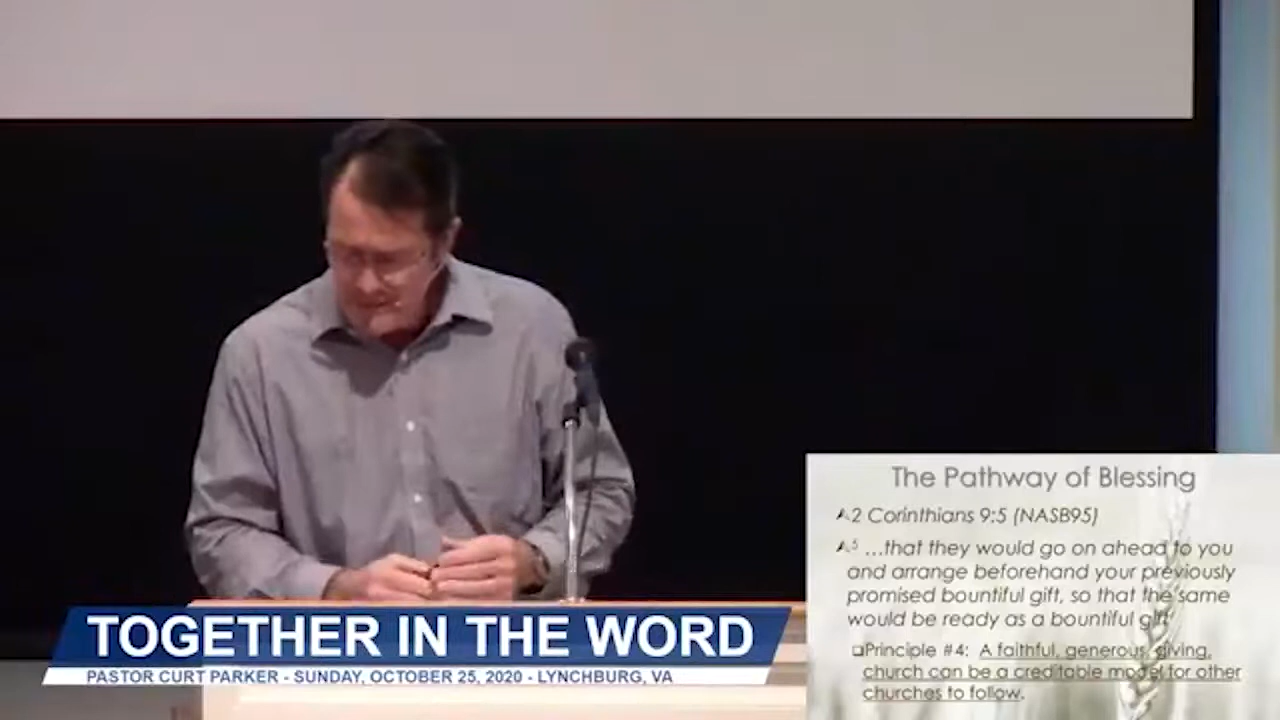 The Pathway of Blessing
2 Corinthians 9:5 (NASB95)
5 ...that they would go on ahead to you
and arrange beforehand your previously
promised bountiful gift, so that the same
would be ready as a bountiful gift
Principle #4: A faithful, generous, giving,
church can be a creditable model for other
churches to follow.
TOGETHER IN THE WORD
PASTOR CURT PARKER - SUNDAY, OCTOBER 25, 2020 - LYNCHBURG, VA